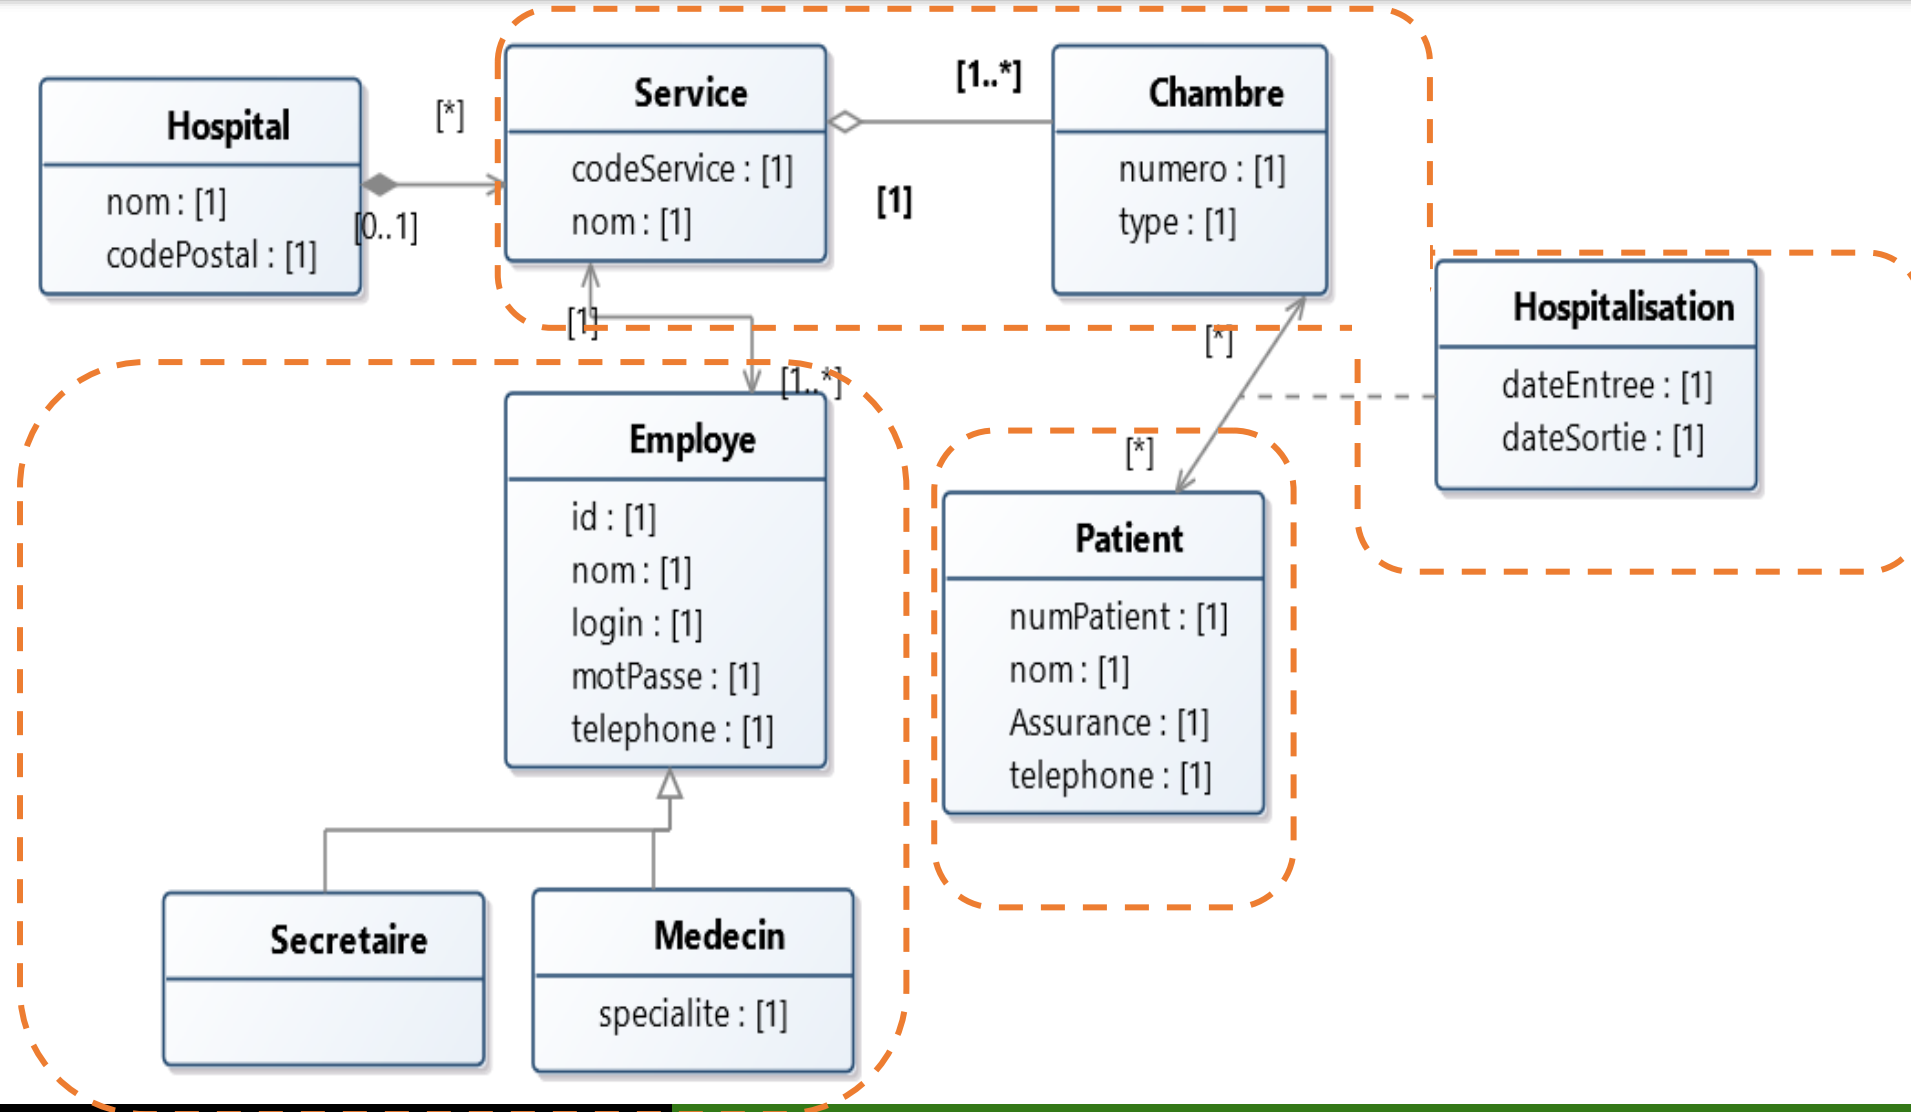 Hospital
nom : [1]
codePostal : [1]
[*]
[0..1]
Service
codeService : [1]
nom : [1]
[1..*]
[1]
Chambre
numero : [1]
type : [1]
Hospitalisation
dateEntree : [1]
dateSortie : [1]
[1]
[1..*]
[*]
[*]
Employe
id : [1]
nom : [1]
login : [1]
motPasse : [1]
telephone : [1]
Patient
numPatient : [1]
nom : [1]
Assurance : [1]
telephone : [1]
Secretaire
Medecin
specialite : [1]